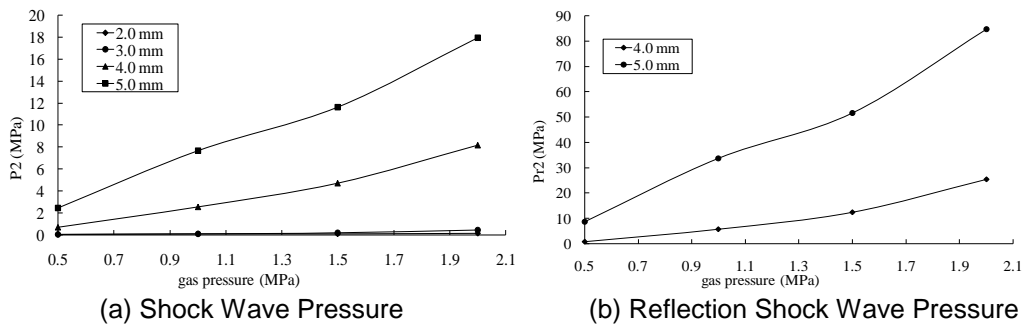 20
18
16
14
12
10
8
6
4
2
0
P2 (MPa)
2.0 mm
3.0 mm
4.0 mm
5.0 mm
0.5 0.7 0.9 1.1 1.3 1.5 1.7 1.9 2.1
gas pressure (MPa)
(a) Shock Wave Pressure
90
80
70
60
50
40
30
20
10
0
Pr2 (MPa)
4.0 mm
5.0 mm
0.5 0.7 0.9 1.1 1.3 1.5 1.7 1.9 2.1
gas pressure (MPa)
(b) Reflection Shock Wave Pressure